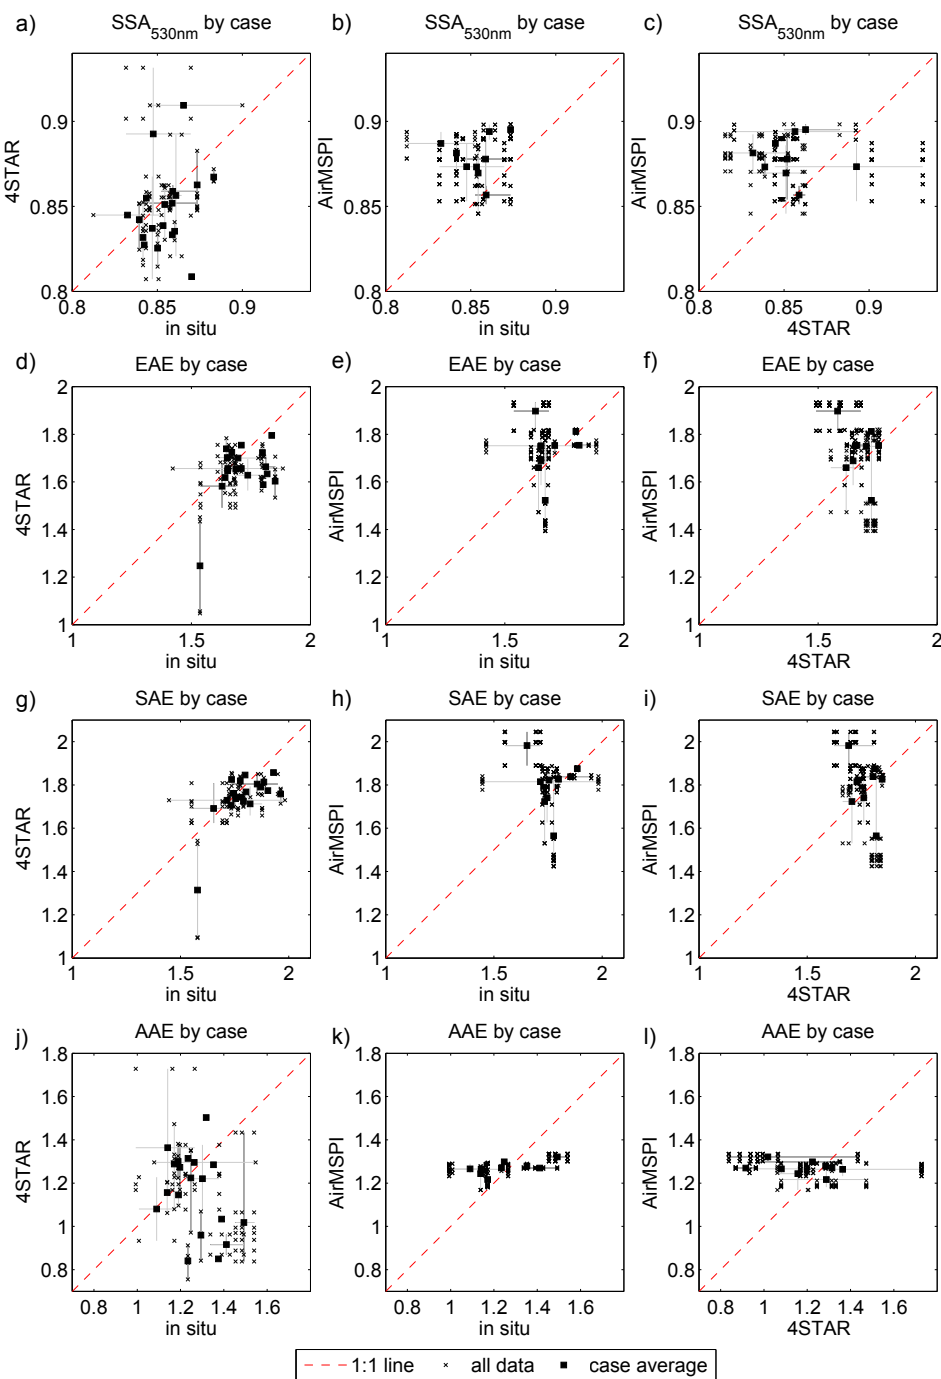 a) SSA530nm by case
b) SSA530nm by case
c) SSA530nm by case
4STAR
0.9
0.85
0.8
0.8 0.85 0.9
in situ
AirMSPI
0.9
0.85
0.8
0.8 0.85 0.9
in situ
AirMSPI
0.9
0.85
0.8
0.8 0.85 0.9
4STAR
d) EAE by case
e) EAE by case
f) EAE by case
4STAR
2
1.8
1.6
1.4
1.2
1
1 1.5 2
in situ
AirMSPI
2
1.8
1.6
1.4
1.2
1
1 1.5 2
in situ
AirMSPI
2
1.8
1.6
1.4
1.2
1
1 1.5 2
4STAR
g) SAE by case
h) SAE by case
i) SAE by case
4STAR
2
1.8
1.6
1.4
1.2
1
1 1.5 2
in situ
AirMSPI
2
1.8
1.6
1.4
1.2
1
1 1.5 2
in situ
AirMSPI
2
1.8
1.6
1.4
1.2
1
1 1.5 2
4STAR
j) AAE by case
k) AAE by case
l) AAE by case
4STAR
1.8
1.6
1.4
1.2
1
0.8
0.8 1 1.2 1.4 1.6
in situ
AirMSPI
1.8
1.6
1.4
1.2
1
0.8
0.8 1 1.2 1.4 1.6
in situ
AirMSPI
1.8
1.6
1.4
1.2
1
0.8
0.8 1 1.2 1.4 1.6
4STAR
1:1 line all data case average